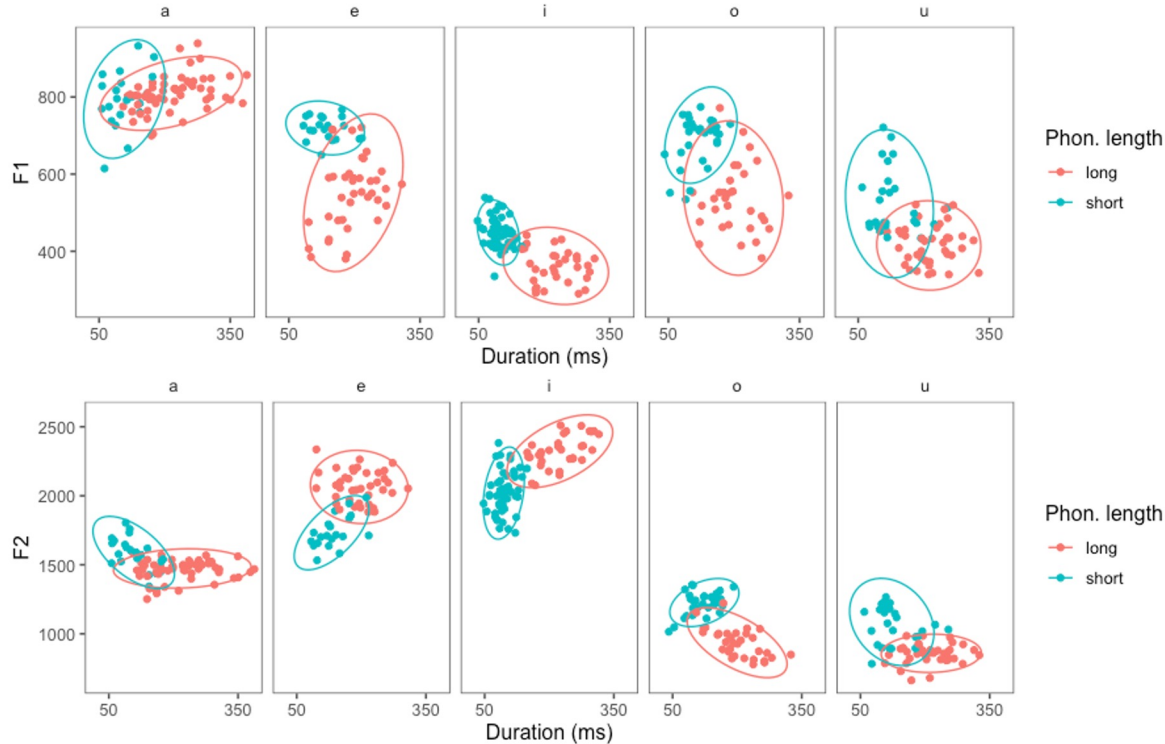 a e i o u
800
600
400
F1
50 350 50 350 50 350 50 350 50 350
Duration (ms)
Phon. length
long
short
a e i o u
2500
2000
1500
1000
F2
50 350 50 350 50 350 50 350 50 350
Duration (ms)
Phon. length
long
short